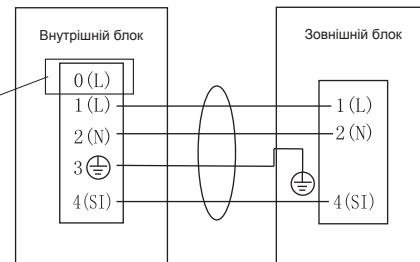 Внутрішній блок
0(L)
1(L)
2(N)
3
4(SI)
Зовнішній блок
1(L)
2(N)
4(SI)